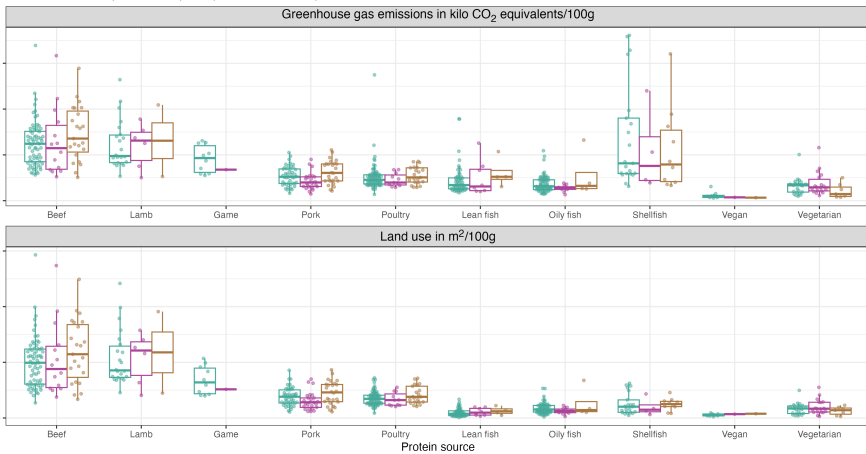 Greenhouse gas emissions in kilo CO₂ equivalents/100g
Beef Lamb Game Pork Poultry Lean fish Oily fish Shellfish Vegan Vegetarian
Land use in m²/100g
Beef Lamb Game Pork Poultry Lean fish Oily fish Shellfish Vegan Vegetarian
Protein source